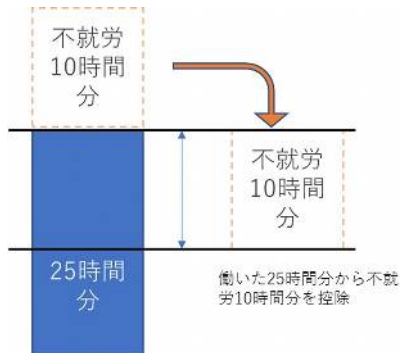 不就労
10時間
分
不就労
10時間
分
25時間
分
働いた25時間分から不就
労10時間分を控除